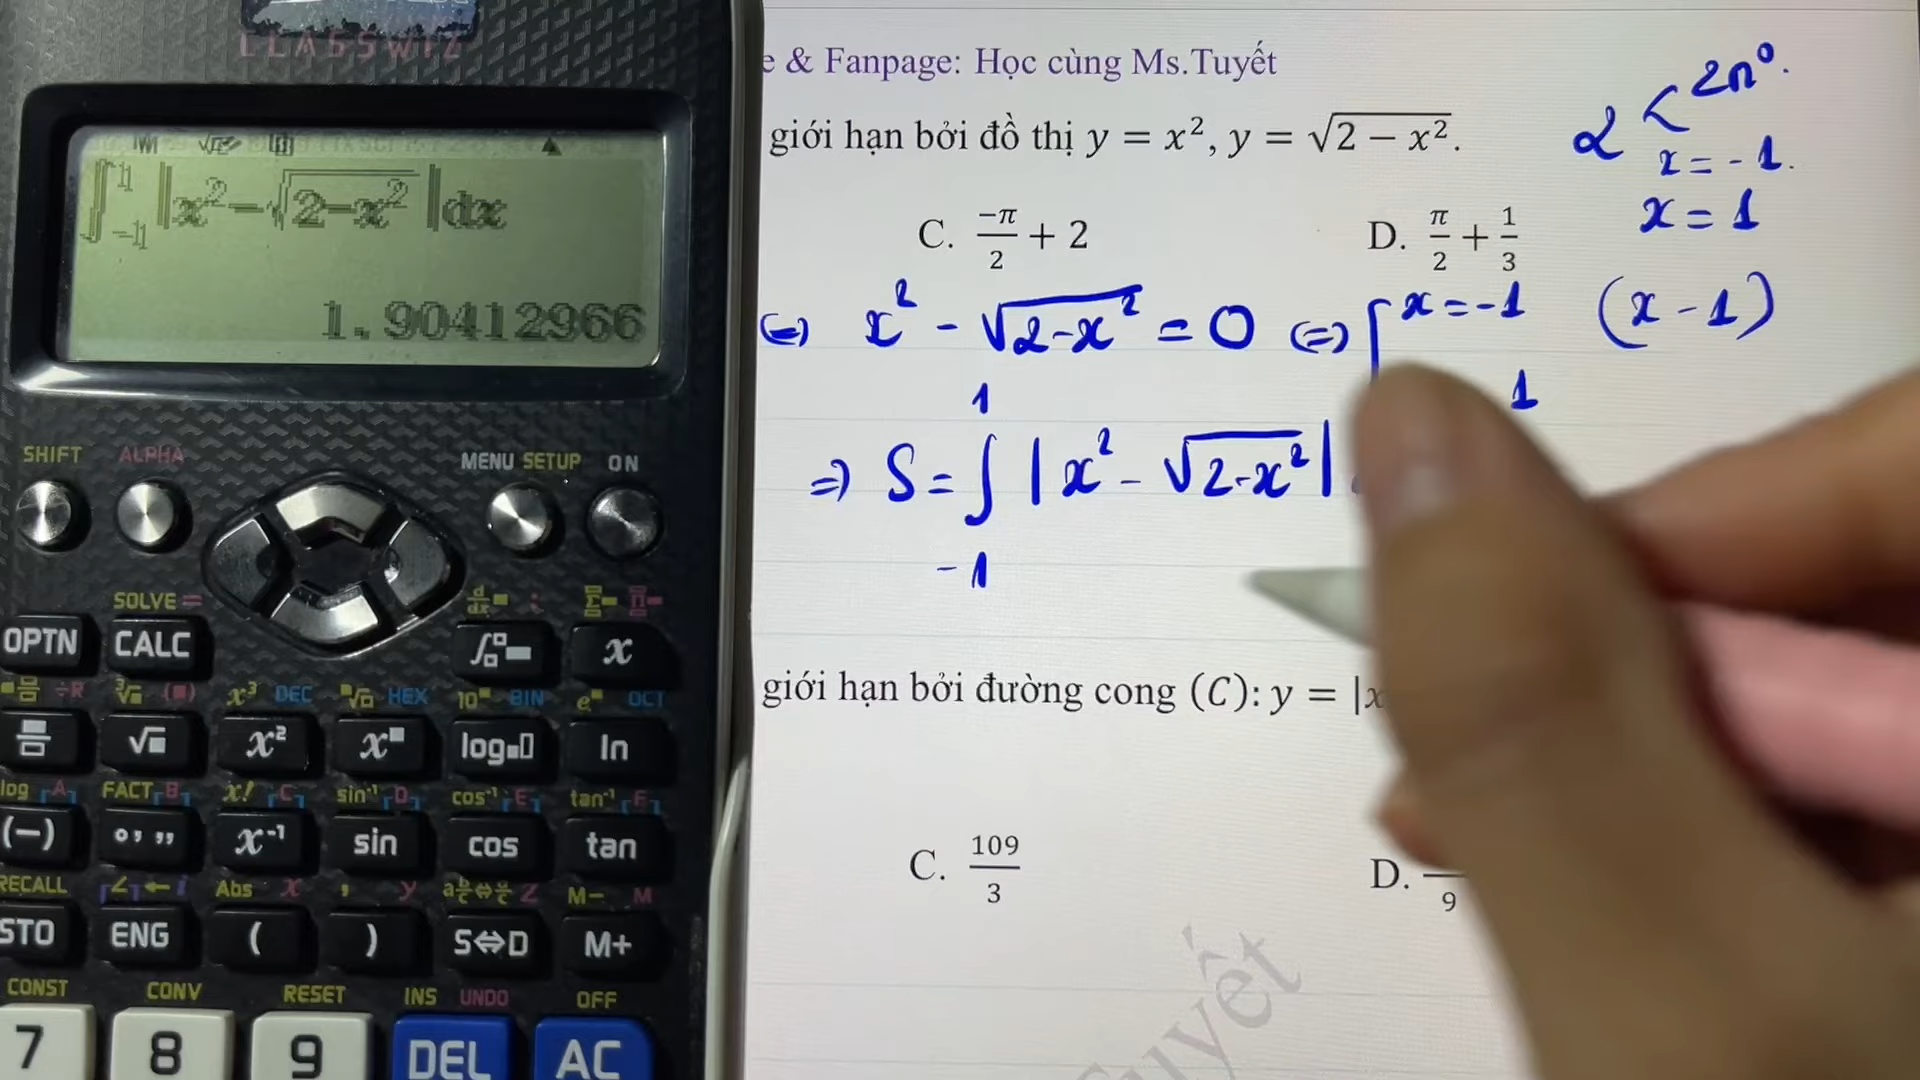 CLASSWIZ
∫₋₁¹ |x²−√(2−x²)|dx
1.90412966
SHIFT ALPHA MENU SETUP ON
SOLVE =
OPTN CALC x
÷R x³ DEC HEX 10 BIN e OCT
x² log ln
log A FACT B x! C sin⁻¹ D cos⁻¹ E tan⁻¹ F
(−) x⁻¹ sin cos tan
RECALL ∠ ← i Abs x , y Z M− M
STO ENG ( ) S⇔D M+
CONST CONV RESET INS UNDO OFF
7 8 9 DEL AC
e & Fanpage: Học cùng Ms.Tuyết
giới hạn bởi đồ thị y = x², y = √(2 − x²).
2 < 2n⁰.
x = -1.
x = 1
C. −π/2 + 2 D. π/2 + 1/3
(=) x² - √(2-x²) = 0 (=) [ x = -1 (x - 1)
1
=) S = ∫₋₁¹ | x² - √(2-x²) |
giới hạn bởi đường cong (C): y = |x
C. 109/3 D. 9
uyết